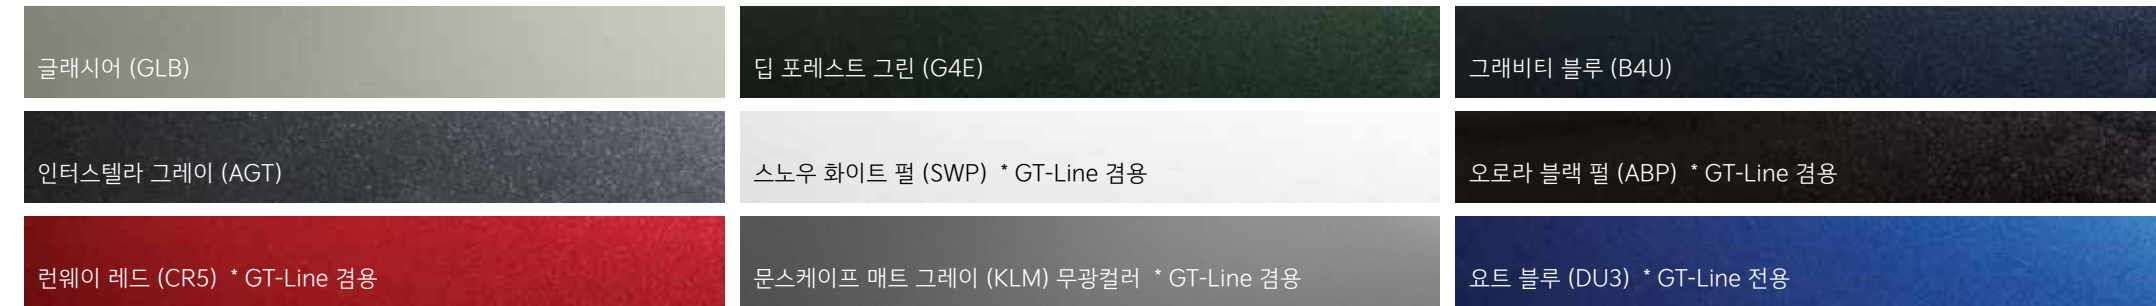 글래시어 (GLB)
딥 포레스트 그린 (G4E)
그래비티 블루 (B4U)
인터스텔라 그레이 (AGT)
스노우 화이트 펄 (SWP) * GT-Line 겸용
오로라 블랙 펄 (ABP) * GT-Line 겸용
런웨이 레드 (CR5) * GT-Line 겸용
문스케이프 매트 그레이 (KLM) 무광컬러 * GT-Line 겸용
요트 블루 (DU3) * GT-Line 전용